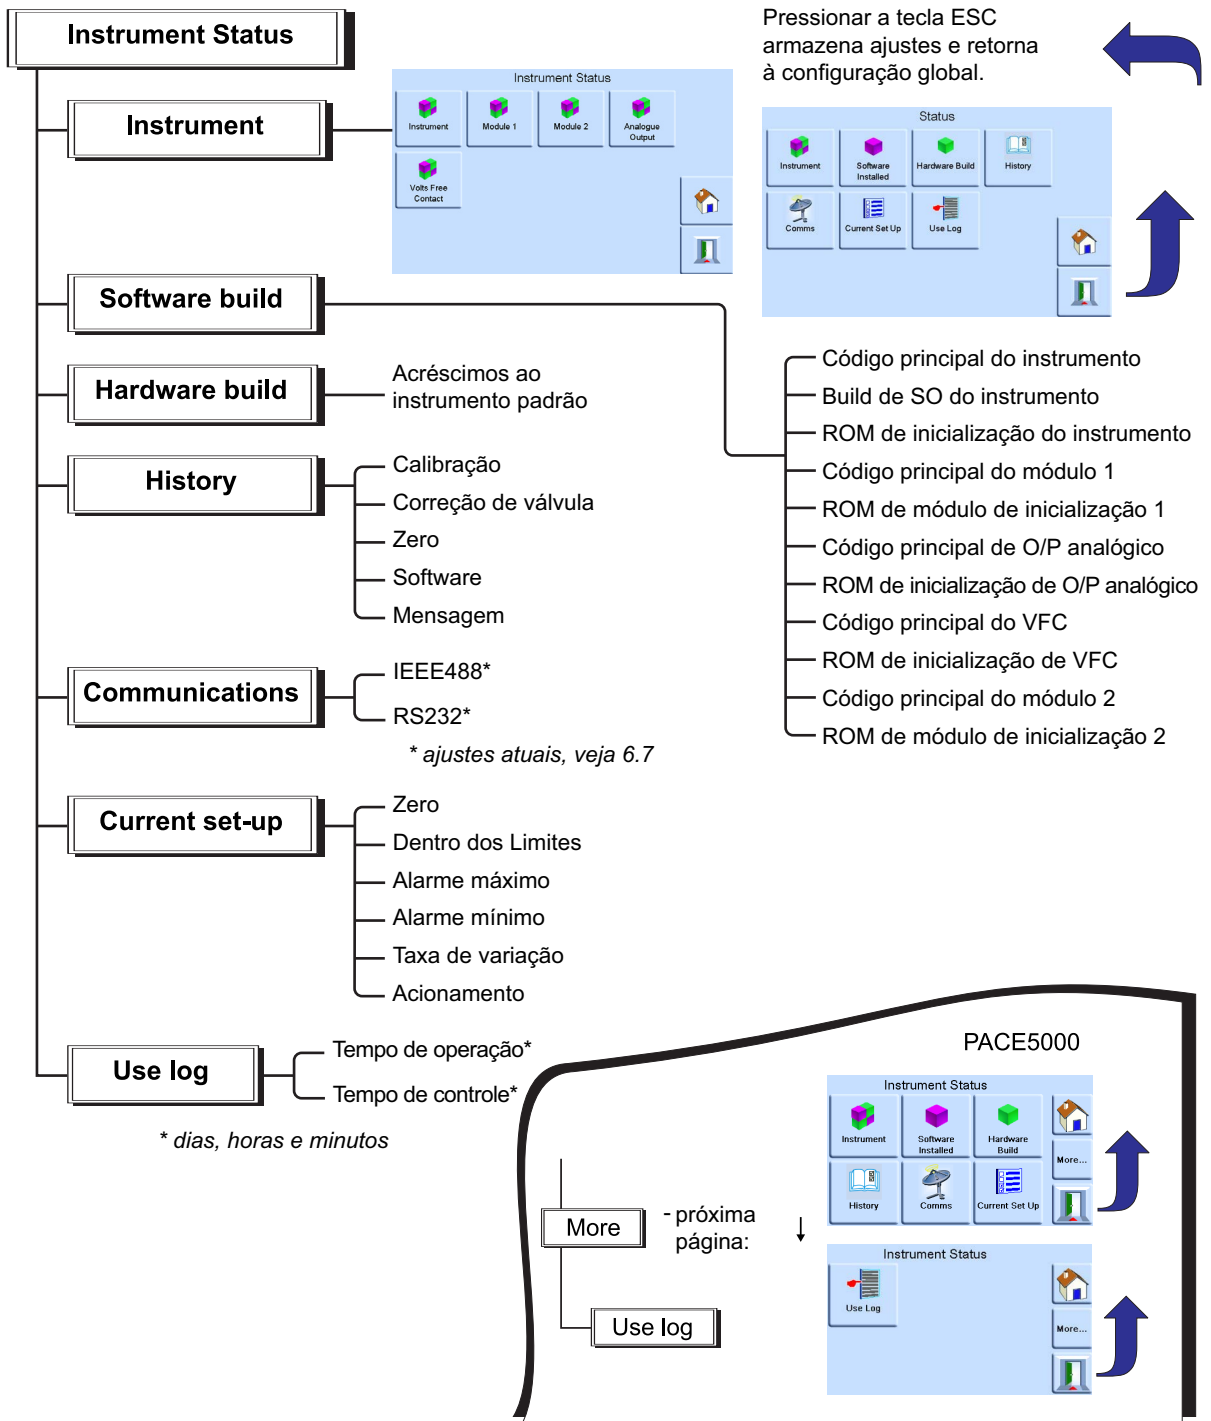 Instrument Status
Pressionar a tecla ESC
armazena ajustes e retorna
à configuração global.
Instrument
Instrument Status
Instrument
Module 1
Module 2
Analogue
Output
Volts Free
Contact
Status
Instrument
Software
Installed
Hardware Build
History
Comms
Current Set Up
Use Log
Software build
Código principal do instrumento
Build de SO do instrumento
ROM de inicialização do instrumento
Código principal do módulo 1
ROM de módulo de inicialização 1
Código principal de O/P analógico
ROM de inicialização de O/P analógico
Código principal do VFC
ROM de inicialização de VFC
Código principal do módulo 2
ROM de módulo de inicialização 2
Hardware build
Acréscimos ao
instrumento padrão
History
Calibração
Correção de válvula
Zero
Software
Mensagem
Communications
IEEE488*
RS232*
* ajustes atuais, veja 6.7
Current set-up
Zero
Dentro dos Limites
Alarme máximo
Alarme mínimo
Taxa de variação
Acionamento
Use log
Tempo de operação*
Tempo de controle*
* dias, horas e minutos
PACE5000
Instrument Status
Instrument
Software
Installed
Hardware
Build
More...
History
Comms
Current Set Up
More
- próxima
página:
Instrument Status
Use Log
More...
Use log